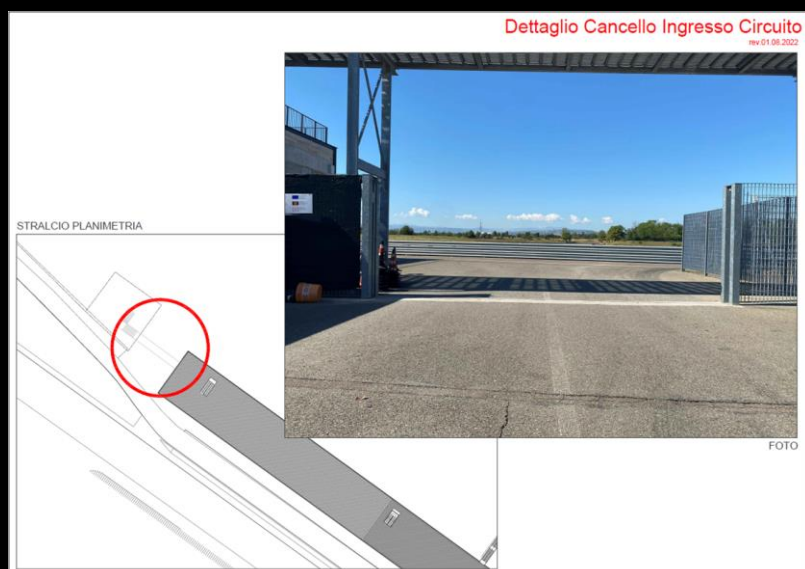 Dettaglio Cancello Ingresso Circuito
rev.01.08.2022
STRALCIO PLANIMETRIA
FOTO